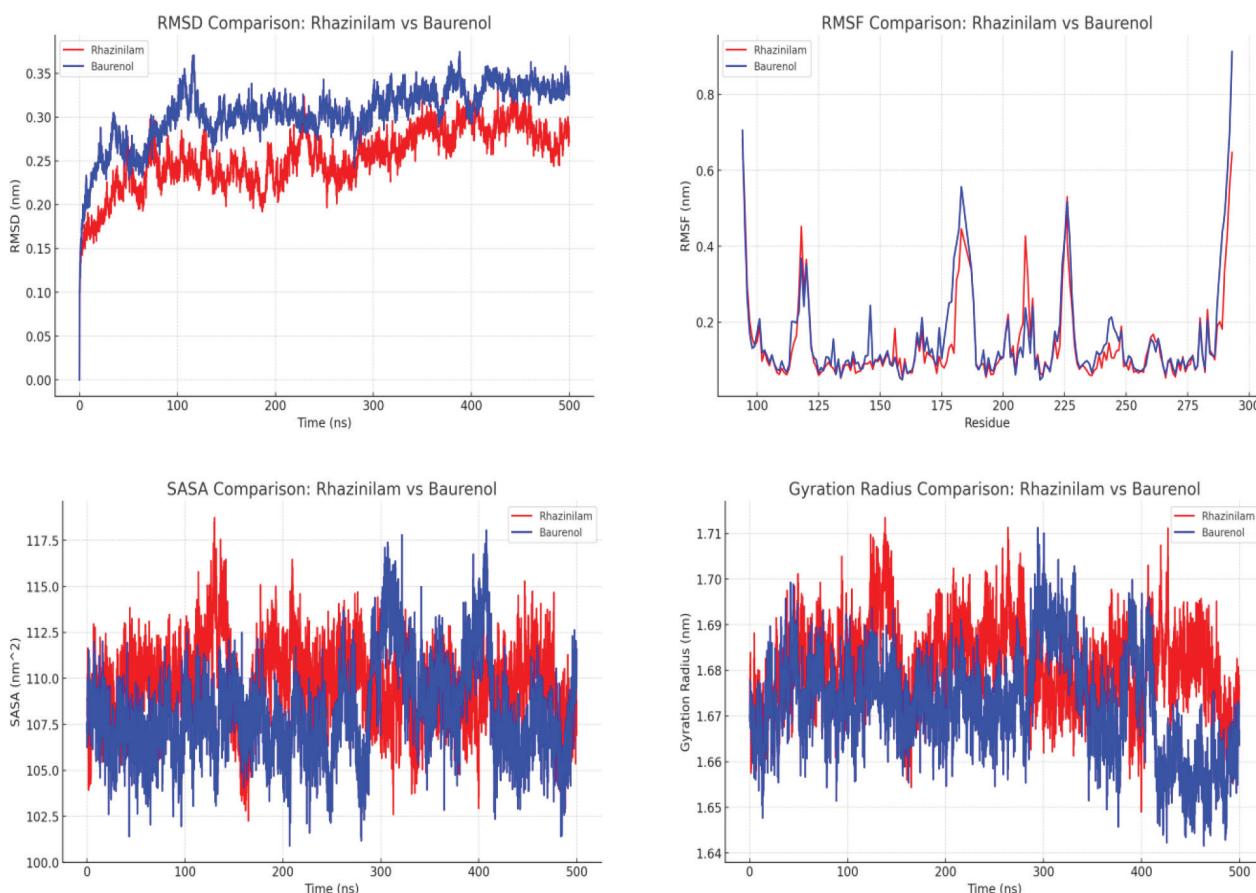 RMSD Comparison: Rhazinilam vs Baurenol
Rhazinilam
Baurenol
0.35
0.30
0.25
0.20
0.15
0.10
0.05
0.00
RMSD (nm)
0 100 200 300 400 500
Time (ns)
RMSF Comparison: Rhazinilam vs Baurenol
Rhazinilam
Baurenol
0.8
0.6
0.4
0.2
RMSF (nm)
100 125 150 175 200 225 250 275 300
Residue
SASA Comparison: Rhazinilam vs Baurenol
Rhazinilam
Baurenol
117.5
115.0
112.5
110.0
107.5
105.0
102.5
100.0
SASA (nm^2)
0 100 200 300 400 500
Time (ns)
Gyration Radius Comparison: Rhazinilam vs Baurenol
Rhazinilam
Baurenol
1.71
1.70
1.69
1.68
1.67
1.66
1.65
1.64
Gyration Radius (nm)
0 100 200 300 400 500
Time (ns)